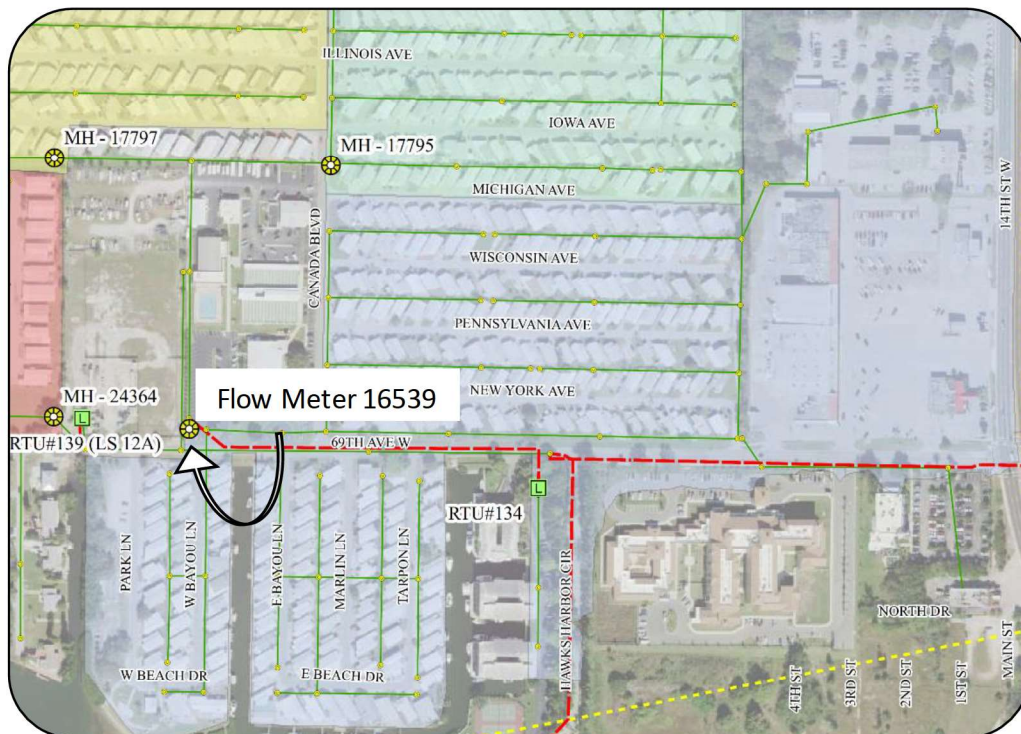 ILLINOIS AVE
IOWA AVE
MH - 17797
MH - 17795
MICHIGAN AVE
14TH ST W
CANADA BLVD
WISCONSIN AVE
PENNSYLVANIA AVE
NEW YORK AVE
MH - 24364
Flow Meter 16539
RTU#139 (LS 12A)
L
69TH AVE W
L
RTU#134
PARK LN
W BAYOU LN
E BAYOU LN
MARLIN LN
TARPON LN
HAWKS HARBOR CIR
NORTH DR
W BEACH DR
E BEACH DR
4TH ST
3RD ST
2ND ST
1ST ST
MAIN ST